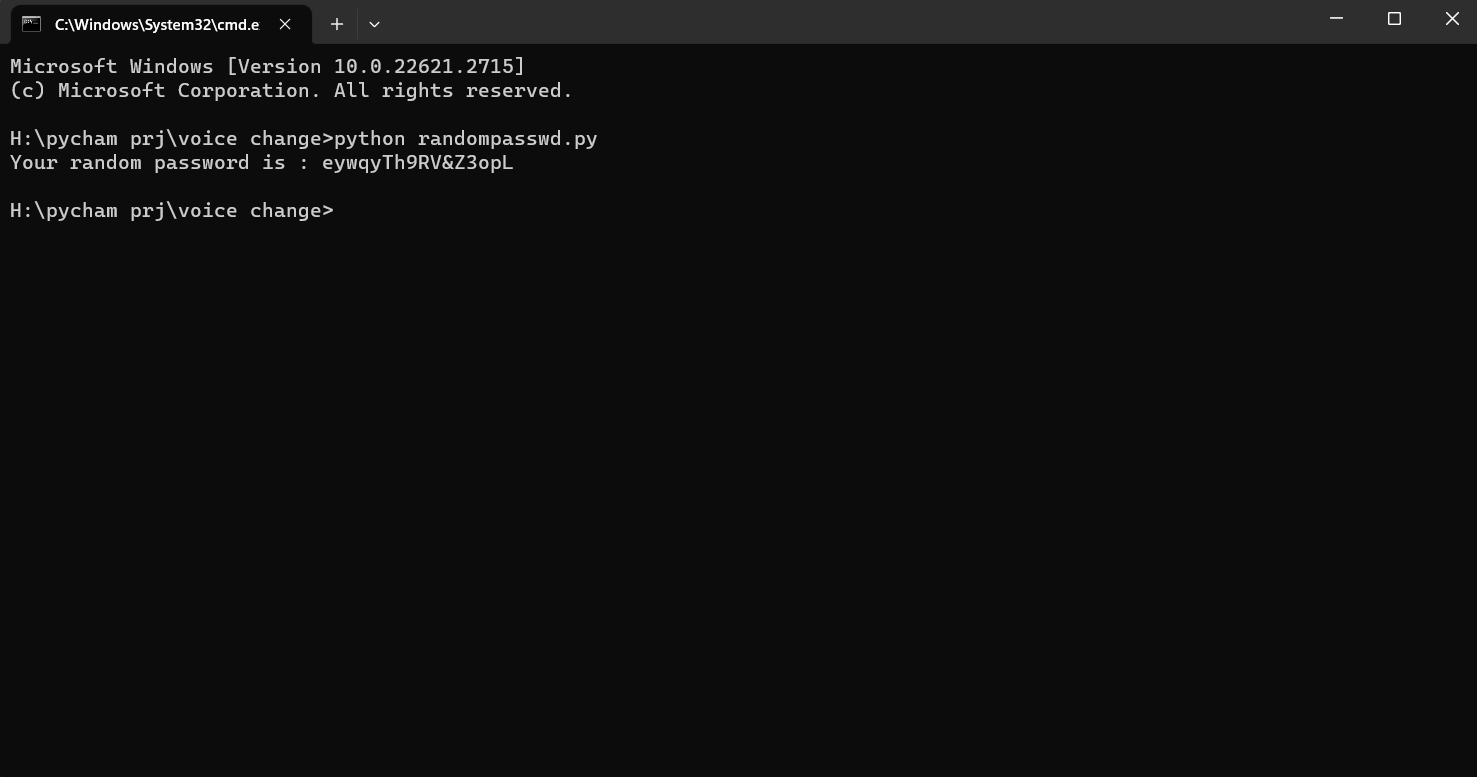 C:\Windows\System32\cmd.e
Microsoft Windows [Version 10.0.22621.2715]
(c) Microsoft Corporation. All rights reserved.
H:\pycham prj\voice change>python randompasswd.py
Your random password is : eywqyTh9RV&Z3opL
H:\pycham prj\voice change>